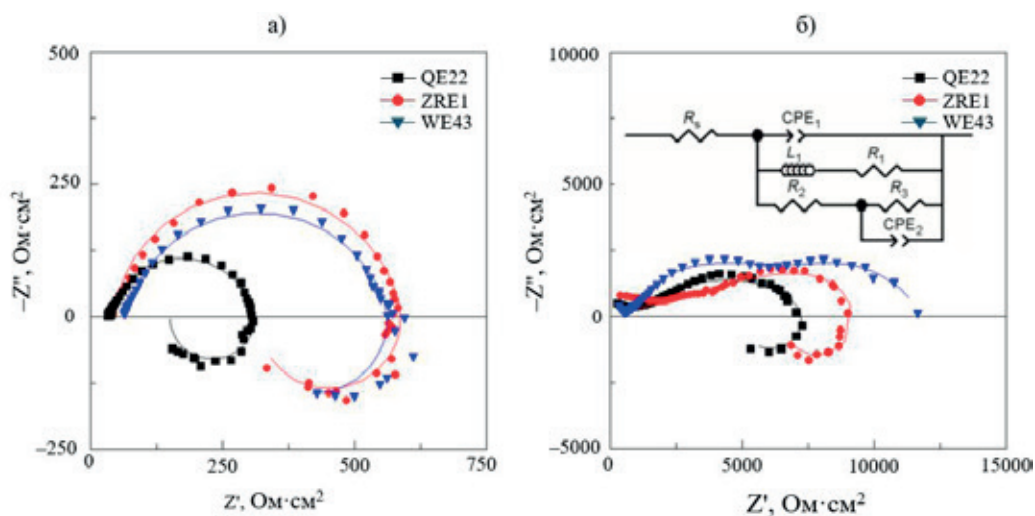 а)
500
250
0
–250
0
250
500
750
–Z'', Ом·см²
Z', Ом·см²
QE22
ZRE1
WE43
б)
10000
5000
0
–5000
0
5000
10000
15000
–Z'', Ом·см²
Z', Ом·см²
QE22
ZRE1
WE43
Rs
CPE1
L1
R1
R2
R3
CPE2